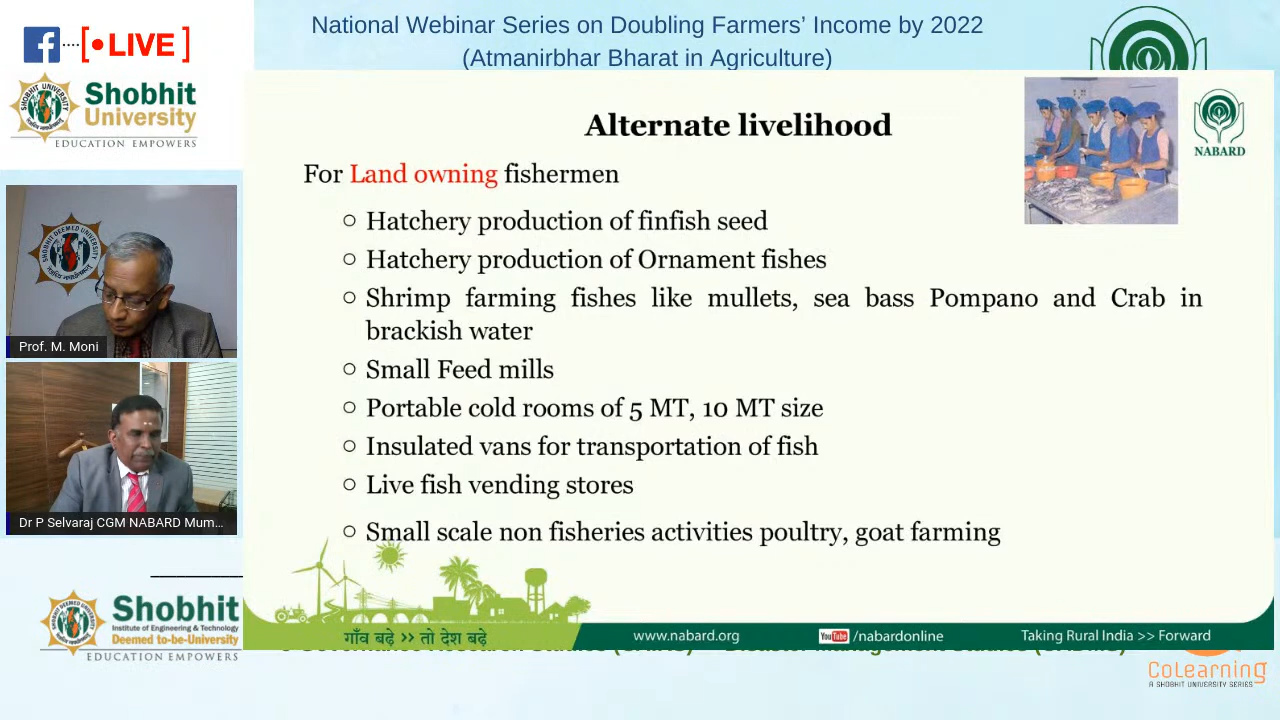 National Webinar Series on Doubling Farmers' Income by 2022
(Atmanirbhar Bharat in Agriculture)
[•LIVE]
Shobhit
University
EDUCATION EMPOWERS
Alternate livelihood
NABARD
For Land owning fishermen
Hatchery production of finfish seed
Hatchery production of Ornament fishes
Shrimp farming fishes like mullets, sea bass Pompano and Crab in
brackish water
Small Feed mills
Portable cold rooms of 5 MT, 10 MT size
Insulated vans for transportation of fish
Live fish vending stores
Small scale non fisheries activities poultry, goat farming
Prof. M. Moni
Dr P Selvaraj CGM NABARD Mum...
Shobhit
Institute of Engineering & Technology
Deemed to-be-University
EDUCATION EMPOWERS
गाँव बढ़े >> तो देश बढ़े
www.nabard.org
YouTube /nabardonline
Taking Rural India >> Forward
CoLearning
A SHOBHIT UNIVERSITY SERIES